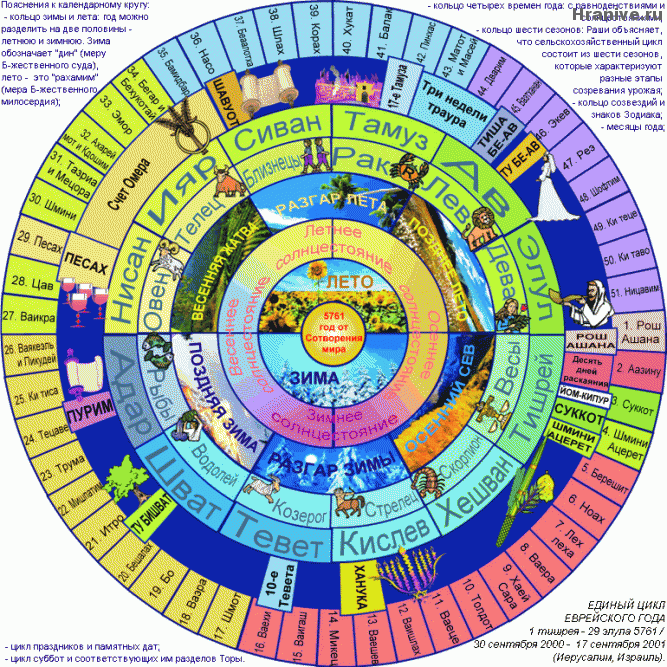 Пояснения к календарному кругу:
- кольцо зимы и лета: год можно
разделить на две половины -
летнюю и зимнюю. Зима
обозначает "дин" (меру
Б-жественного суда),
лето - это "рахамим"
(мера Б-жественного
милосердия);
Hranive.ru
- кольцо четырех времен года: с равноденствиями и
солнцестояниями
- кольцо шести сезонов: Раши объясняет,
что сельскохозяйственный цикл
состоит из шести сезонов,
которые характеризуют
разные этапы
созревания урожая;
- кольцо созвездий и
знаков Зодиака;
- месяцы года;
1. Рош
Ашана
2. Аазину
3. Суккот
4. Шмини
Ацерет
5. Берешит
6. Ноах
7. Лех
леха
8. Ваера
9. Хаей
Сара
10. Толдот
11. Ваеце
12. Ваишлах
13. Ваешев
14. Микец
15. Ваигаш
16. Ваехи
17. Шмот
18. Ваэра
19. Бо
20. Бешалах
21. Итро
22. Мишпатим
23. Трума
24. Тецаве
25. Ки тиса
26. Ваякеэль
и Пикудей
27. Ваикра
28. Цав
29. Песах
30. Шмини
31. Тазриа
и Мецора
32. Ахарей
мот и Кдошим
33. Эмор
34. Бегар и
Бехукотай
35. Бамидбар
36. Насо
37. Беаалотха
38. Шлах
39. Корах
40. Хукат
41. Балак
42. Пинхас
43. Матот
и Масей
44. Дварим
45. Ваэтханан
46. Экев
47. Реэ
48. Шофтим
49. Ки теце
50. Ки таво
51. Ницавим
РОШ
АШАНА
Десять
дней
раскаяния
ЙОМ-КИПУР
СУККОТ
ШМИНИ
АЦЕРЕТ
ХАНУКА
10-е
Тевета
ТУ БИШВАТ
ПУРИМ
ПЕСАХ
Счет Омера
ШАВУОТ
17-е Тамуза
Три недели
траура
ТИША
БЕ-АВ
ТУ БЕ-АВ
Нисан
Ияр
Сиван
Тамуз
Ав
Элул
Тишрей
Хешван
Кислев
Тевет
Шват
Адар
Овен
Телец
Близнецы
Рак
Лев
Дева
Весы
Скорпион
Стрелец
Козерог
Водолей
Рыбы
ВЕСЕННЯЯ ЖАТВА
РАЗГАР ЛЕТА
ПОЗДНЕЕ ЛЕТО
ОСЕННИЙ СЕВ
РАЗГАР ЗИМЫ
ПОЗДНЯЯ ЗИМА
Летнее
солнцестояние
Осеннее
солнцестояние
Зимнее
солнцестояние
Весеннее
солнцестояние
ЛЕТО
5761
год от
Сотворения
мира
ЗИМА
- цикл праздников и памятных дат;
- цикл суббот и соответствующих им разделов Торы.
ЕДИНЫЙ ЦИКЛ
ЕВРЕЙСКОГО ГОДА
1 тишрея - 29 элула 5761 /
30 сентября 2000 - 17 сентября 2001
(Иерусалим, Израиль).